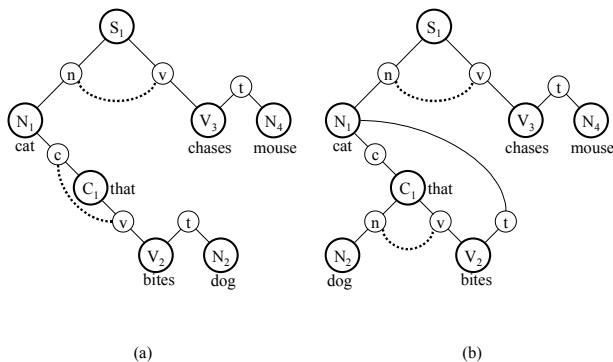 S1 S1
n v n v
t t
N1 V3 N4 N1 V3 N4
cat chases mouse cat chases mouse
c c
C1 that C1 that
v t n v t
V2 N2 N2 V2
bites dog dog bites
(a) (b)